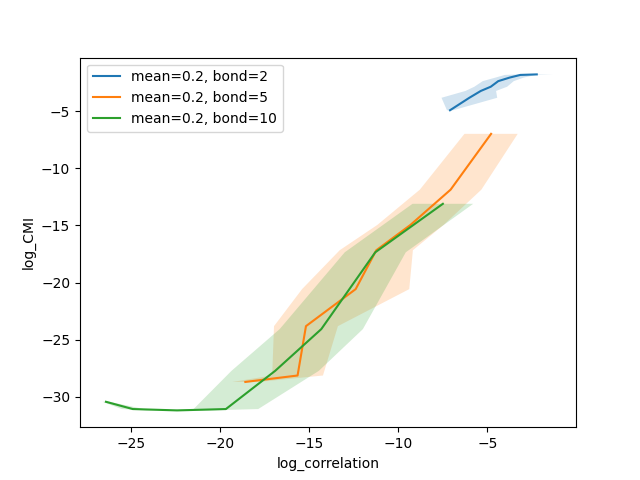 mean=0.2, bond=2
mean=0.2, bond=5
mean=0.2, bond=10
−5
−10
−15
−20
−25
−30
log_CMI
−25
−20
−15
−10
−5
log_correlation